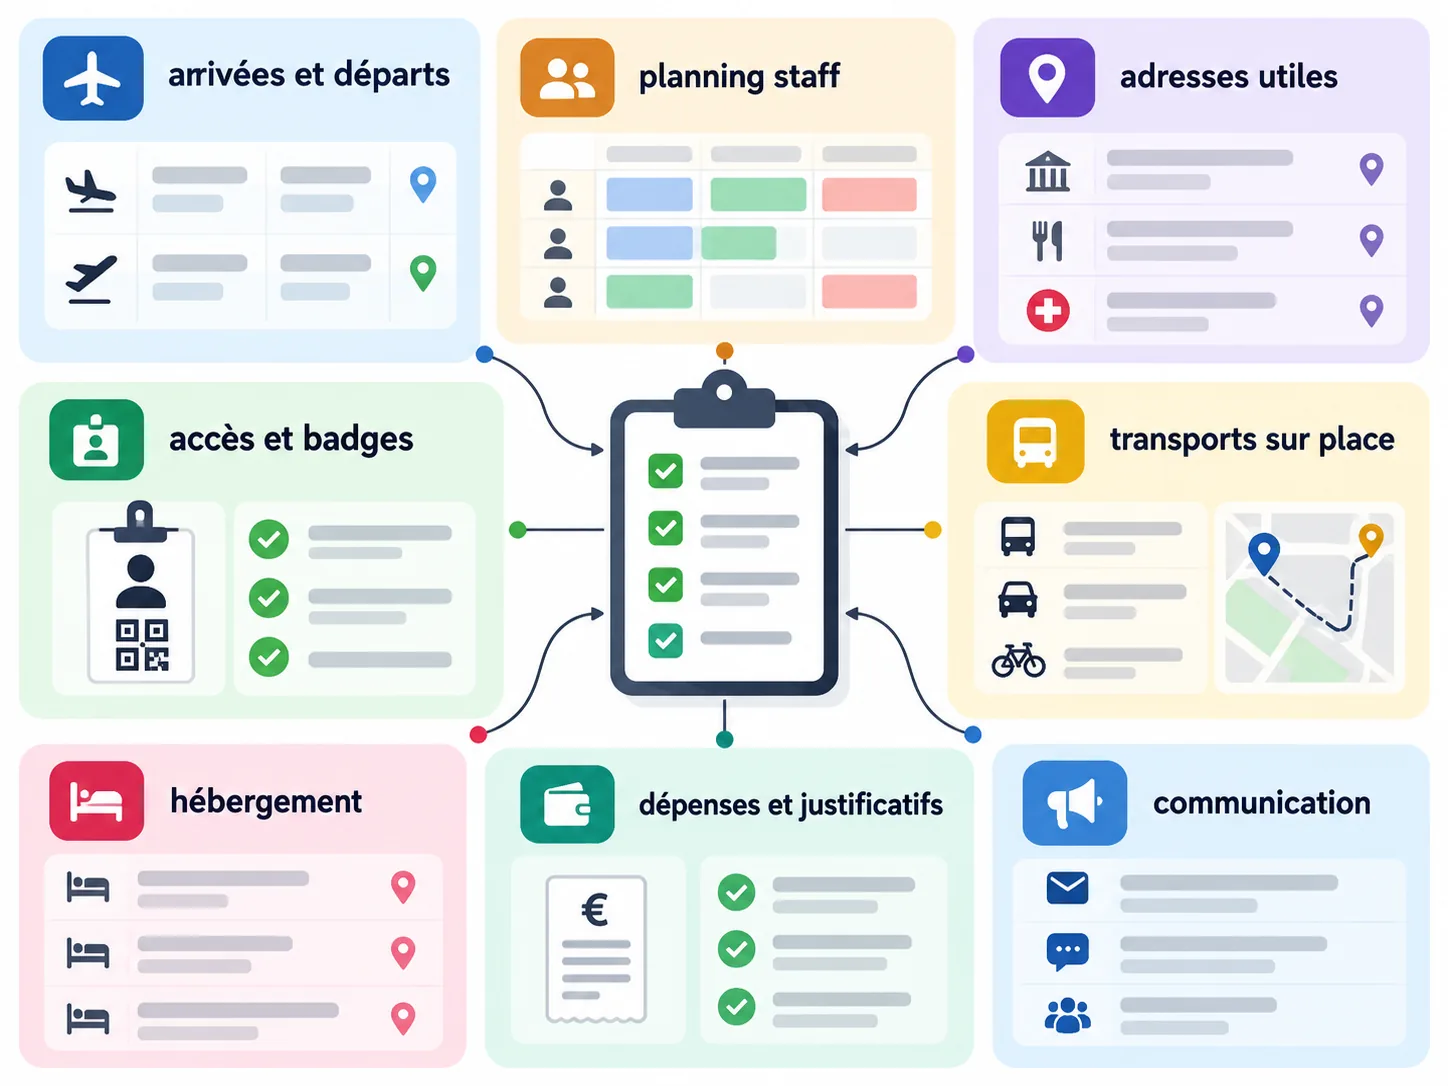 arrivées et départs
planning staff
adresses utiles
accès et badges
transports sur place
hébergement
dépenses et justificatifs
€
communication